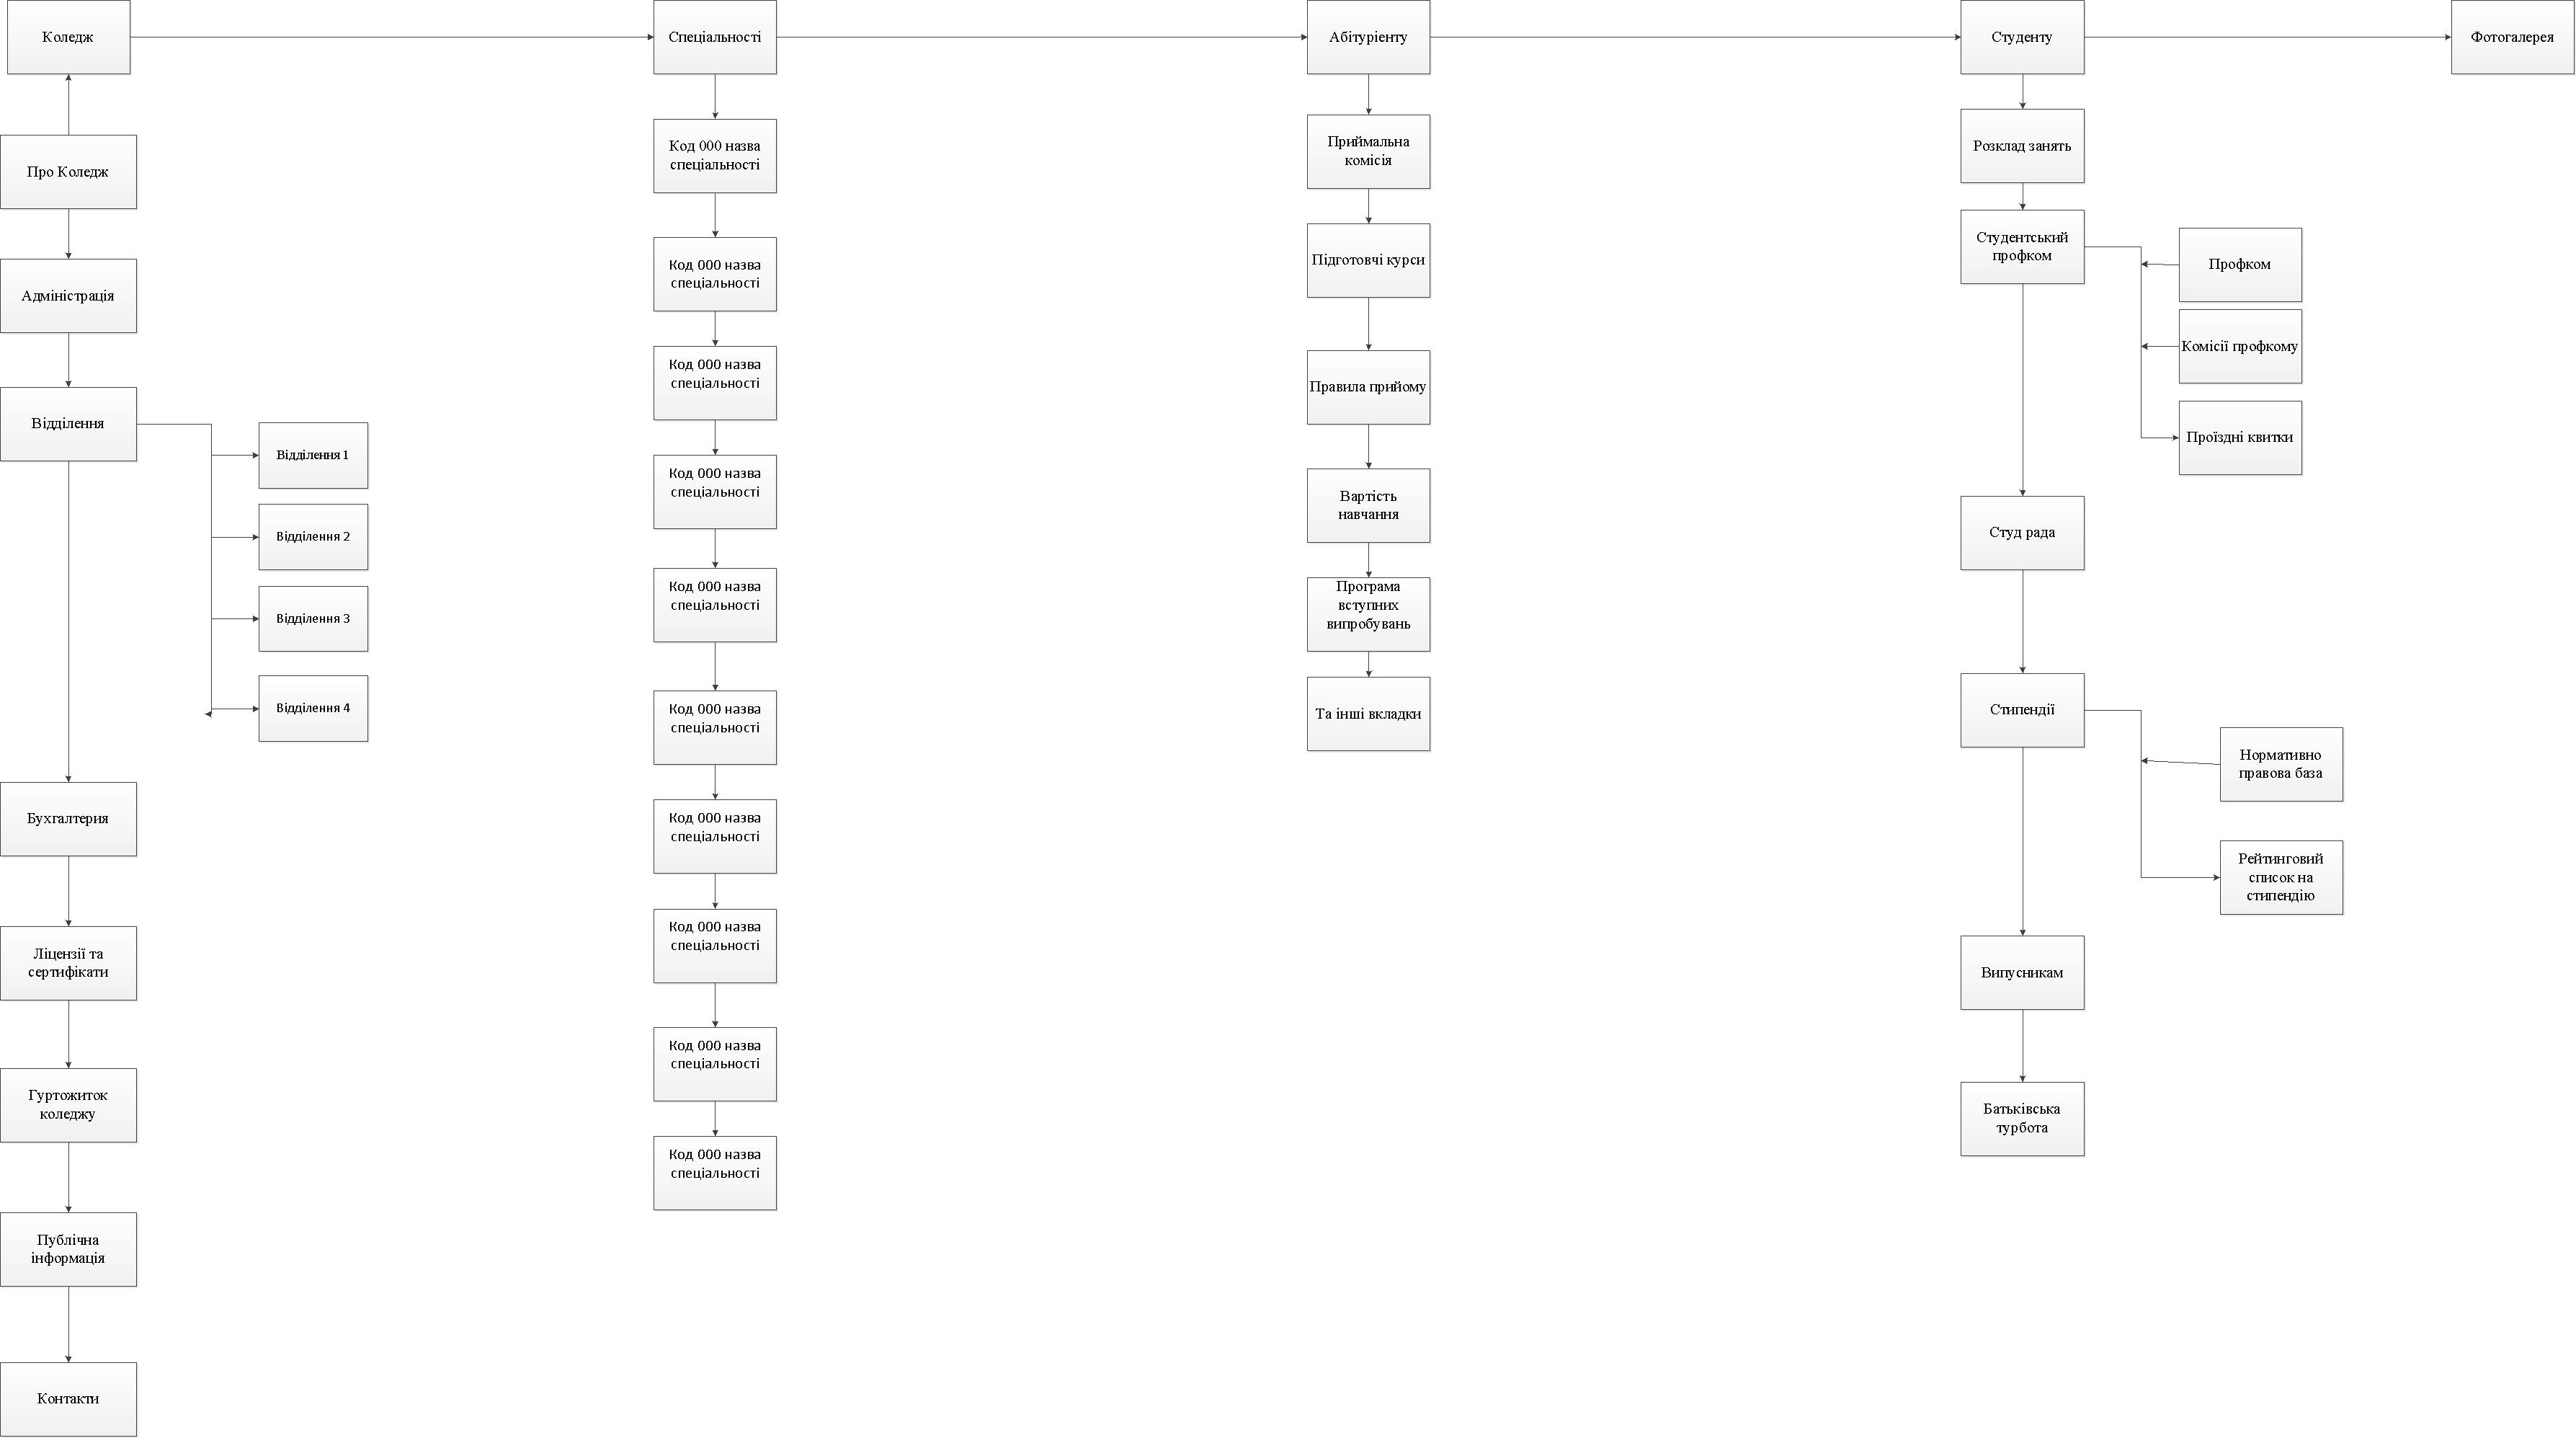 Коледж
Спеціальності
Абітурієнту
Студенту
Фотогалерея
Про Коледж
Адміністрація
Відділення
Відділення 1
Відділення 2
Відділення 3
Відділення 4
Бухгалтерия
Ліцензії та
сертифікати
Гуртожиток
коледжу
Публічна
інформація
Контакти
Код 000 назва
спеціальності
Код 000 назва
спеціальності
Код 000 назва
спеціальності
Код 000 назва
спеціальності
Код 000 назва
спеціальності
Код 000 назва
спеціальності
Код 000 назва
спеціальності
Код 000 назва
спеціальності
Код 000 назва
спеціальності
Код 000 назва
спеціальності
Приймальна
комісія
Підготовчі курси
Правила прийому
Вартість
навчання
Програма
вступних
випробувань
Та інші вкладки
Розклад занять
Студентський
профком
Профком
Комісії профкому
Проїздні квитки
Студ рада
Стипендії
Нормативно
правова база
Рейтинговий
список на
стипендію
Випусникам
Батьківська
турбота